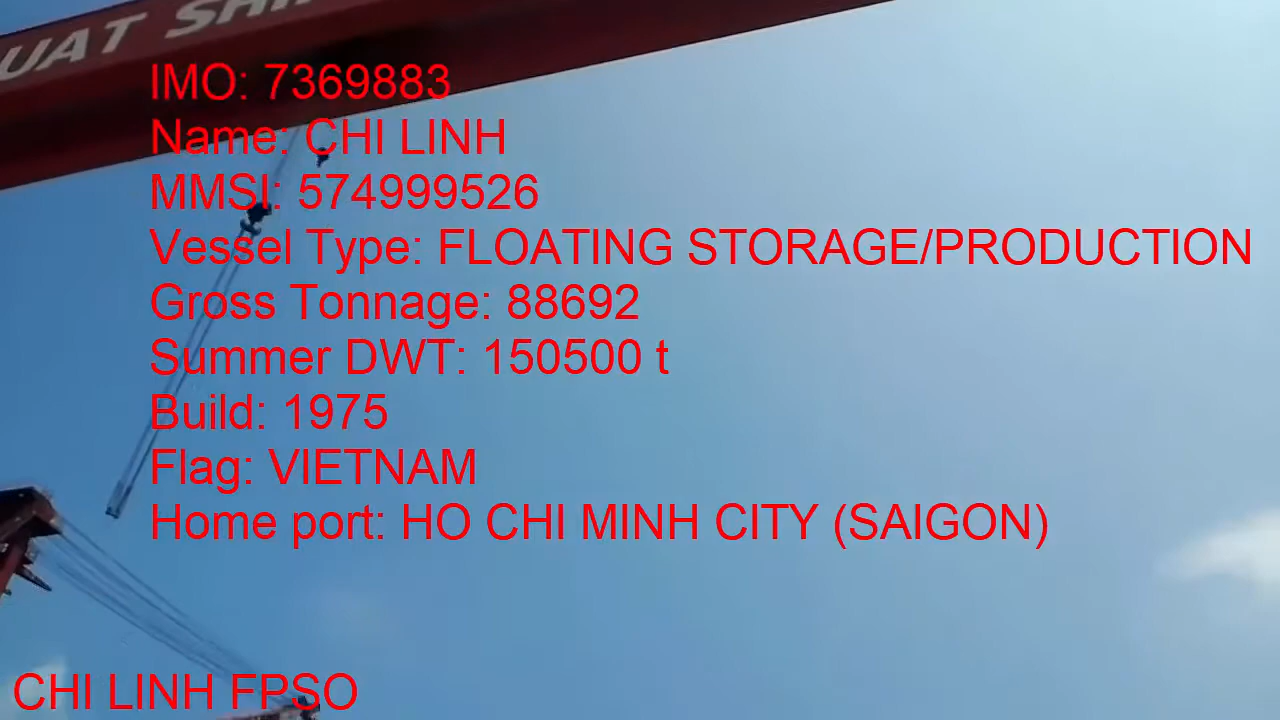 UAT
IMO: 7369883
Name: CHI LINH
MMSI: 574999526
Vessel Type: FLOATING STORAGE/PRODUCTION
Gross Tonnage: 88692
Summer DWT: 150500 t
Build: 1975
Flag: VIETNAM
Home port: HO CHI MINH CITY (SAIGON)
CHI LINH FPSO